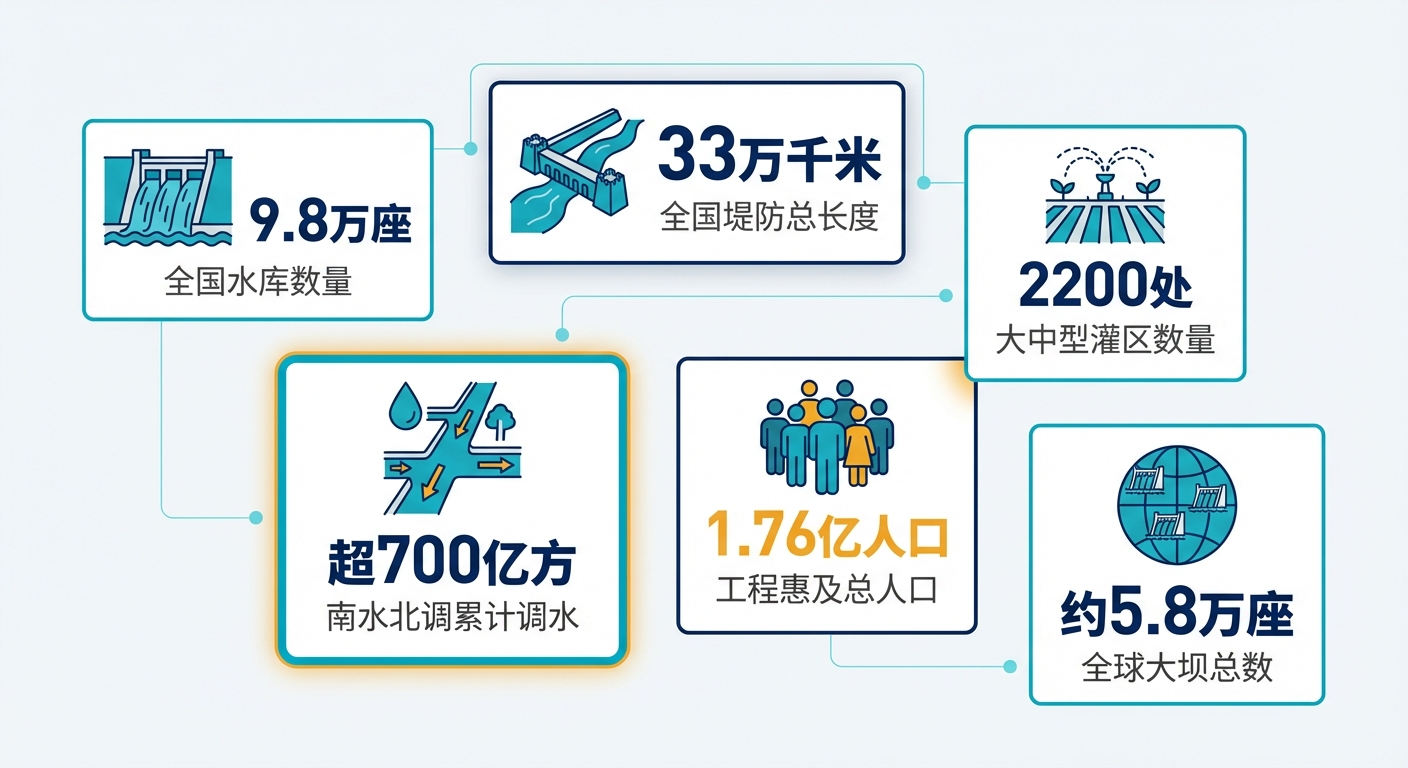 9.8万座
全国水库数量
33万千米
全国堤防总长度
2200处
大中型灌区数量
超700亿方
南水北调累计调水
1.76亿人口
工程惠及总人口
约5.8万座
全球大坝总数